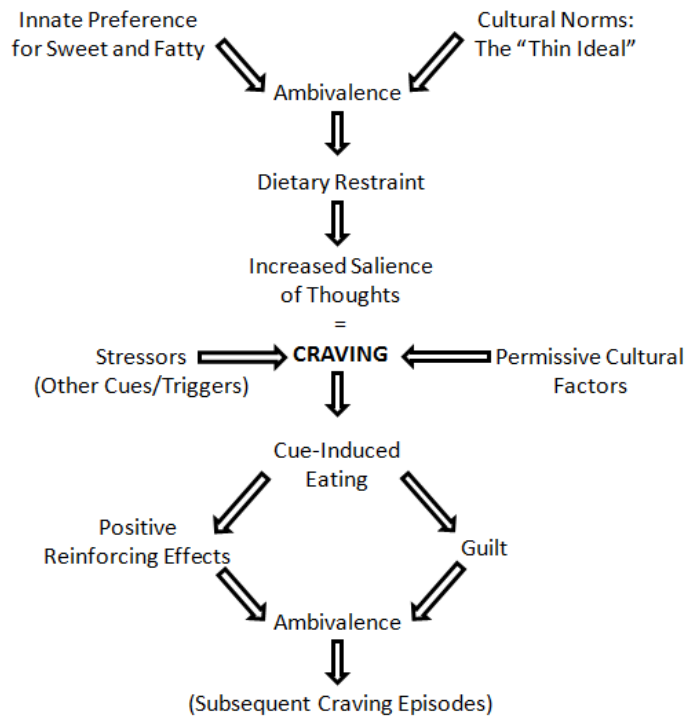 Innate Preference
for Sweet and Fatty
Cultural Norms:
The “Thin Ideal”
Ambivalence
Dietary Restraint
Increased Salience
of Thoughts
=
CRAVING
Stressors
(Other Cues/Triggers)
Permissive Cultural
Factors
Cue-Induced
Eating
Positive
Reinforcing Effects
Guilt
Ambivalence
(Subsequent Craving Episodes)